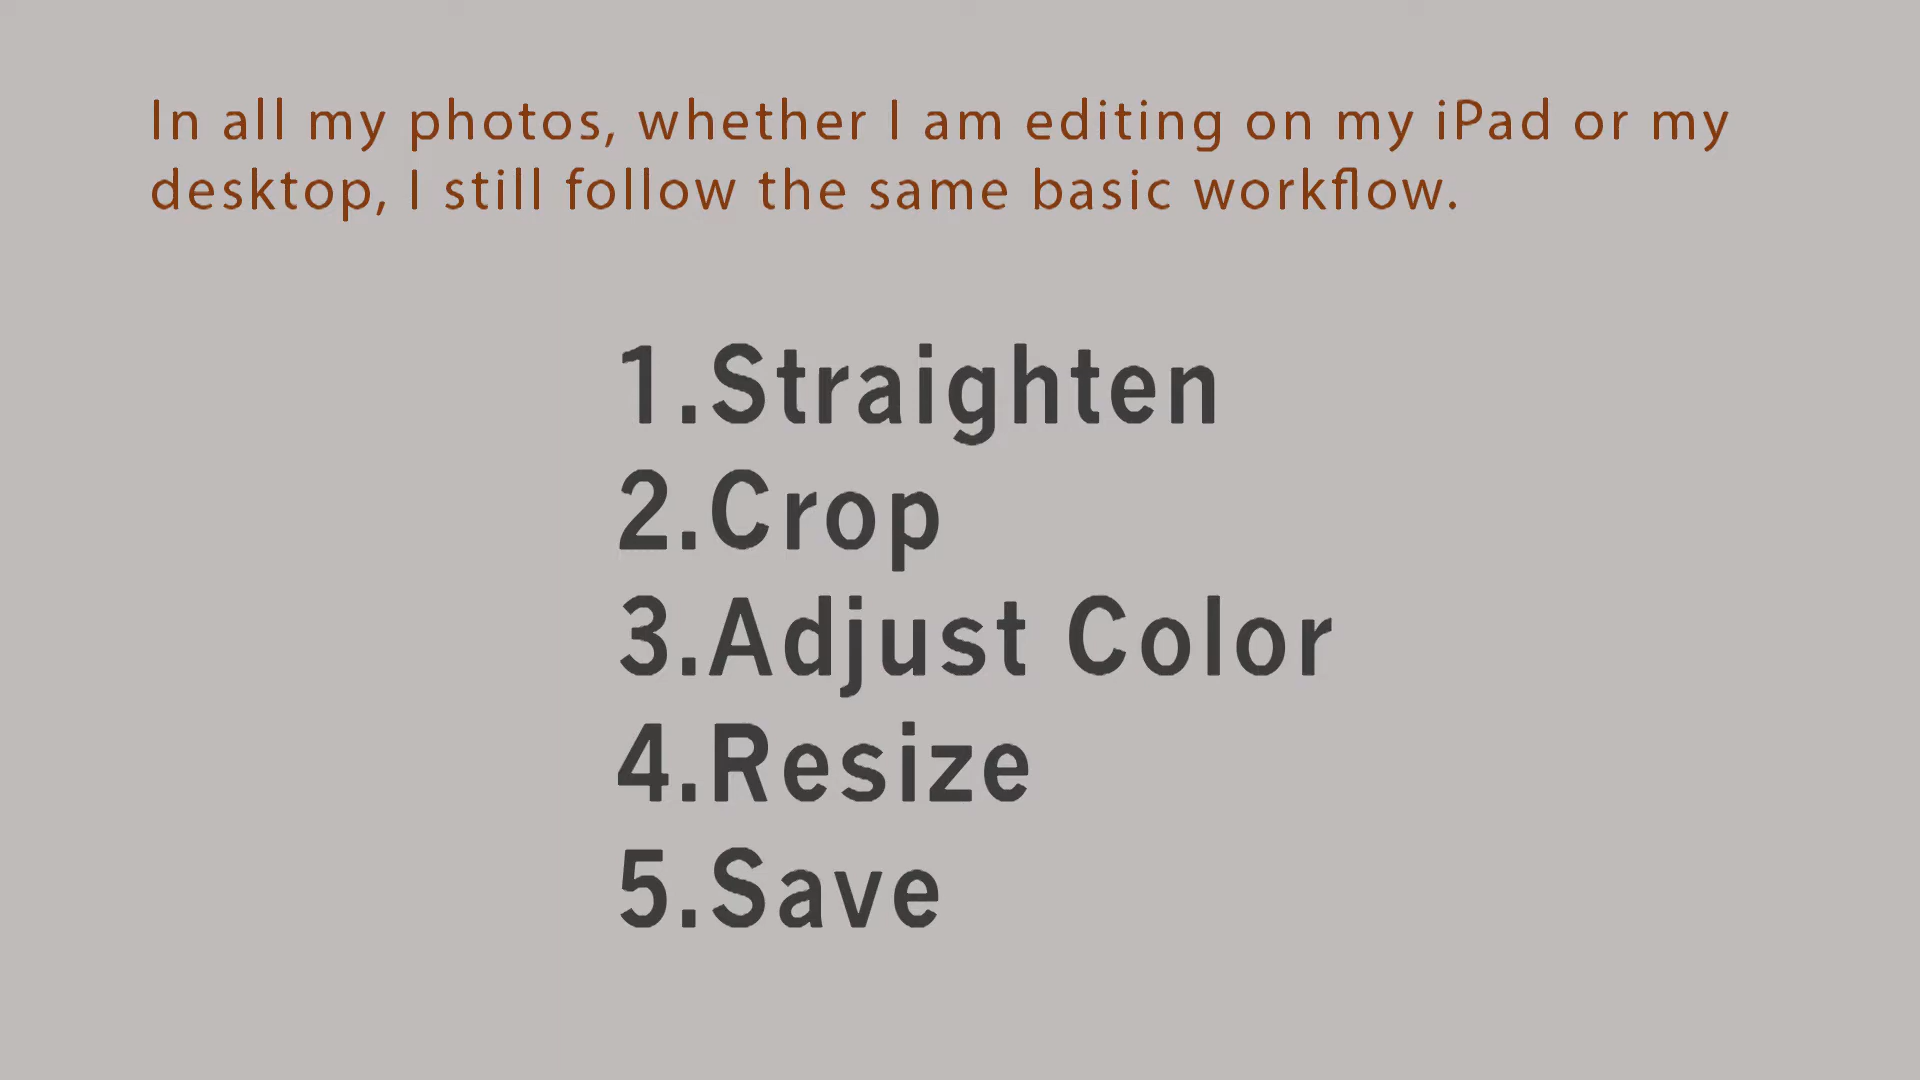 In all my photos, whether I am editing on my iPad or my
desktop, I still follow the same basic workflow.
1.Straighten
2.Crop
3.Adjust Color
4.Resize
5.Save